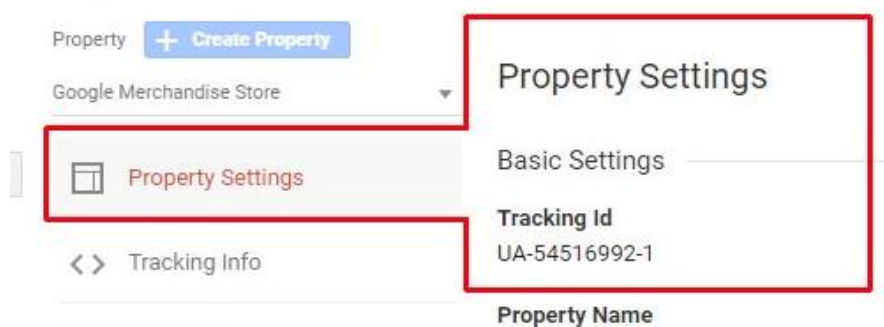 Property + Create Property
Google Merchandise Store
Property Settings
Tracking Info
Property Settings
Basic Settings
Tracking Id
UA-54516992-1
Property Name